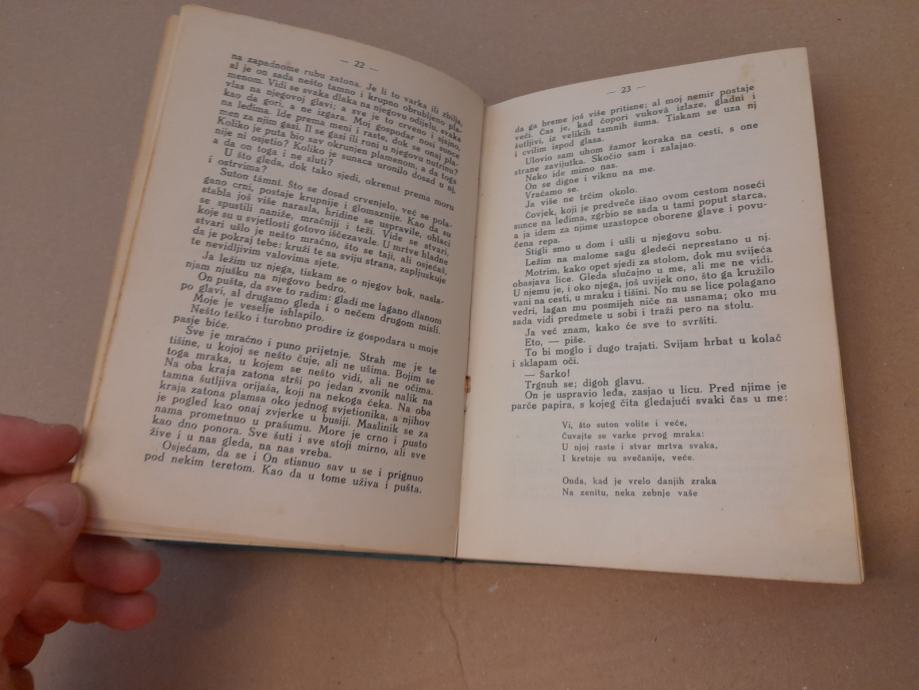 — 22 —
na zapadnome rubu zatona. Je li to varka ili zbilja,
al je on sada nešto tamno i krupno obrubljeno pla-
menom. Vidi se svaka dlaka na njegovu odijelu, svaka
vlas na njegovoj glavi; a sve je to crveno i sjajno,
kao da gori, a ne izgara. Moj gospodar nosi sunce
na leđima. Ide prema meni i raste, dok se onaj pla-
men za njim gasi. Il se gasi ili roni u njegovu nutrinu?
Koliko je puta bio sav okrunjen plamenom, a da toga
nije ni osjetio? Koliko je sunaca uronilo dosad u nj,
a da on toga i ne sluti?
U što gleda, dok tako sjedi, okrenut prema moru
i ostrvima?
Suton támni. Što se dosad crvenjelo, već se pola-
gano crni, postaje krupnije i glomaznije. Kao da su
stabla još više narasla, hridine se uspravile, oblaci
se spustili naniže, mračniji i teži. Vide se stvari,
koje su u svjetlosti gotovo iščezavale. U mrtve hladne
stvari ušlo je nešto mračno, što se taji, ali osjećaš,
da je pokraj tebe: kruži te sa sviju strana, zapljuskuje
te nevidljivim valovima sjete.
Ja ležim uz njega, tiskam se o njegov bok, nasla-
njam njušku na njegovo bedro.
On pušta, da sve to radim: gladi me lagano dlanom
po glavi, al drugamo gleda i o nečem drugom misli.
Moje je veselje ishlapilo.
Nešto teško i turobno prodire iz gospodara u moje
pasje biće.
Sve je mračno i puno prijetnje. Strah me je te
tišine, u kojoj se nešto čuje, ali ne ušima. Bojim se
toga mraka, u kojem se nešto vidi, ali ne očima.
Na oba kraja zatona strši po jedan zvonik nalik na
tamna šutljiva orijaša, koji na nekoga čeka. Na oba
kraja zatona plamsa oko jednog svjetionika, a njihov
je pogled kao onaj zvjerke u busiji. Maslinik se za
nama prometnuo u prašumu. More je crno i pusto
kao dno ponora. Sve šuti i sve stoji mirno, ali sve
žive i u nas gleda, na nas vreba.
Osjećam, da se i On stisnuo sav u se i prignuo
pod nekim teretom. Kao da u tome uživa i pušta,
— 23 —
da ga breme još više pritisne; al moj nemir postaje
veći. Čas je, kad čopori vukovâ izlaze, gladni i
šutljivi, iz velikih tamnih šuma. Tiskam se uza nj
i cvilim ispod glasa.
Ulovio sam uhom žamor koraka na cesti, s one
strane zavijutka. Skočio sam i zalajao.
Neko ide mimo nas.
On se digne i viknu na me.
Vraćamo se.
Ja više ne trčim okolo.
Čovjek, koji je predveče išao ovom cestom noseći
sunce na leđima, zgrbio se sada u tami poput starca,
a ja idem za njime uzastopce oborene glave i povu-
čena repa.
Stigli smo u dom i ušli u njegovu sobu.
Ležim na malome sagu gledeći neprestano u nj.
Motrim, kako opet sjedi za stolom, dok mu svijeća
obasjava lice. Gleda slučajno u me, ali me ne vidi.
U njemu je, i oko njega, još uvijek ono, što ga kružilo
vani na cesti, u mraku i tišini. No mu se lice polagano
vedri, lagan mu posmijeh niče na usnama; oko mu
sada vidi predmete u sobi i traži pero na stolu.
Ja već znam, kako će sve to svršiti.
Eto, — piše.
To bi moglo i dugo trajati. Svijam hrbat u kolač
i sklapam oči.
— Šarko!
Trgnuh se; digoh glavu.
On je uspravio leđa, zasjao u licu. Pred njime je
parče papira, s kojeg čita gledajući svaki čas u me:
Vi, što suton volite i veče,
Čuvajte se varke prvog mraka:
U njoj raste i stvar mrtva svaka,
I kretnje su svečanije, veće.
Onda, kad je vrelo danjih zraka
Na zenitu, neka zebnje vaše